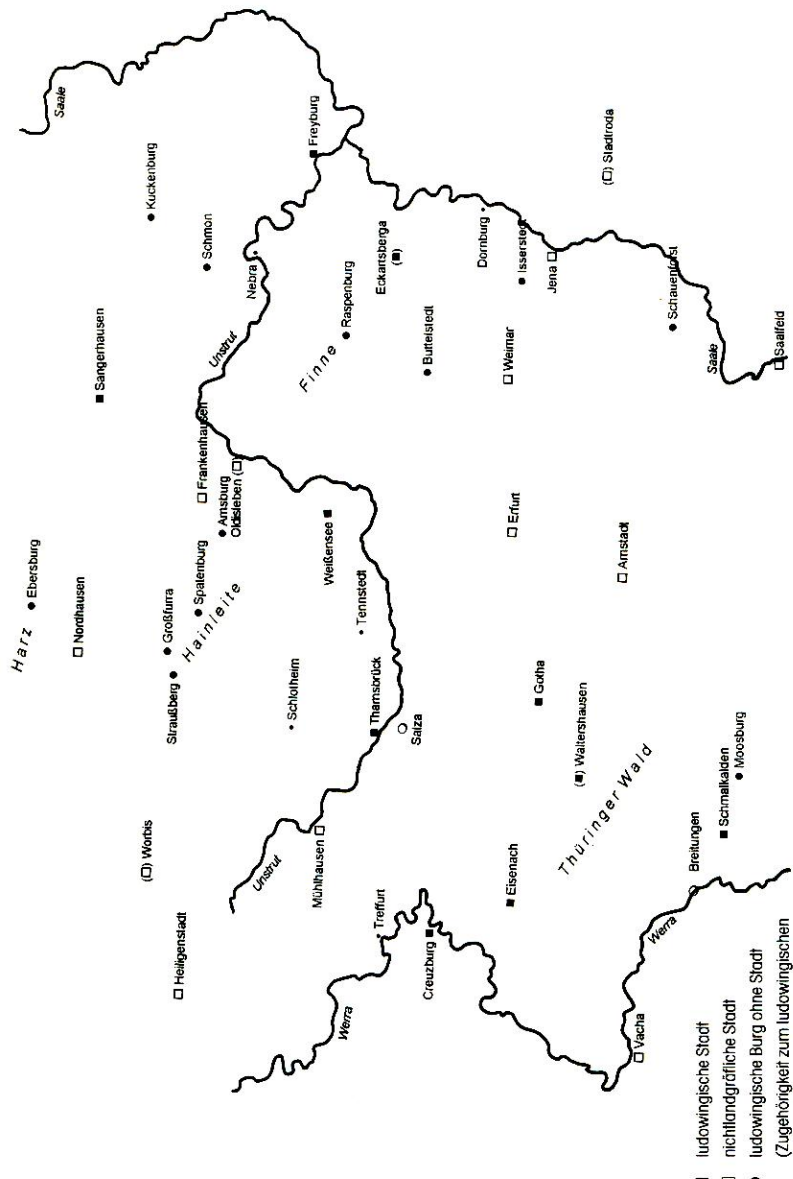 Harz
Ebersburg
Saale
Nordhausen
Sangerhausen
(□) Worbis
Kuckenburg
Heiligenstadt
Straußberg
Großfurra
Spatenburg
Hainleite
Frankenhausen
Schmon
Arnsburg
Oldisleben (□)
Unstrut
Unstrut
Nebra
Schlotheim
Finne
Freyburg
Mühlhausen
Weißensee
Werra
Raspenburg
Tennstedt
Treffurt
Thamsbrück
Eckartsberga
(■)
Salza
Creuzburg
Buttelstedt
Dornburg
Eisenach
Erfurt
Weimar
Isserstedt
Gotha
Jena
(■) Waltershausen
Thüringer Wald
(□) Stadtroda
Arnstadt
Vacha
Werra
Schauenforst
Breitungen
Saale
Schmalkalden
Moosburg
Saalfeld
ludowingische Stadt
nichtlandgräfliche Stadt
ludowingische Burg ohne Stadt
(Zugehörigkeit zum ludowingischen